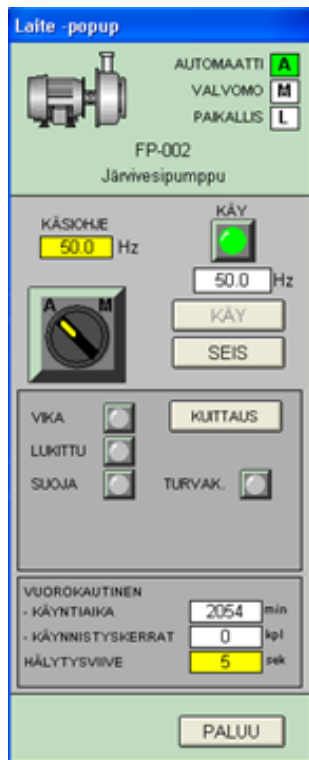 Laite -popup
AUTOMAATTI A
VALVOMO M
PAIKALLIS L
FP-002
Järvivesipumppu
KÄSIOHJE
50.0 Hz
KÄY
50.0 Hz
A M
KÄY
SEIS
VIKA
KUITTAUS
LUKITTU
SUOJA
TURVAK.
VUOROKAUTINEN
- KÄYNTIAIKA 2054 min
- KÄYNNISTYSKERRAT 0 kpl
HÄLYTYSVIIVE 5 sek
PALUU